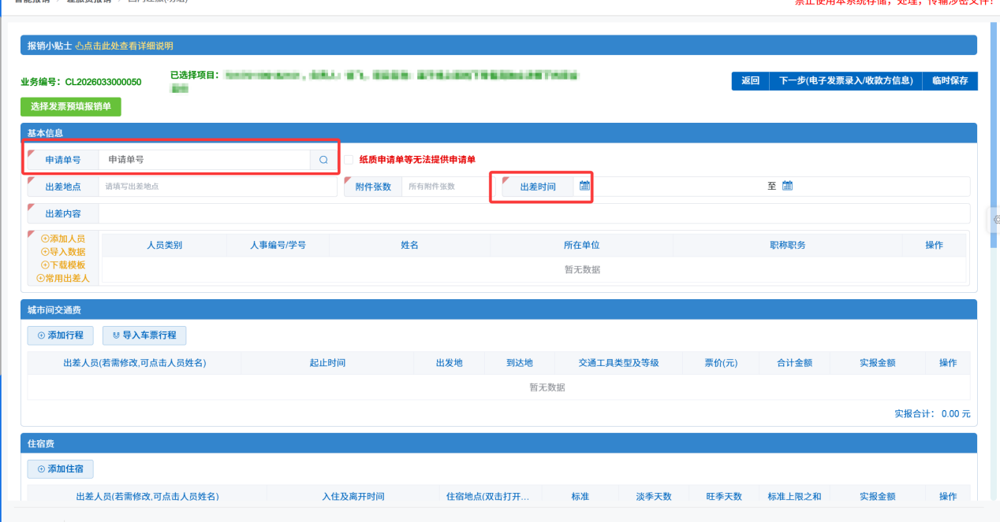 智能报销 / 差旅费报销 / 国内差旅(明细)
禁止使用本系统存储，处理，传输涉密文件!
报销小贴士 点击此处查看详细说明
业务编号：CL2026033000050
已选择项目：
返回 下一步(电子发票录入/收款方信息) 临时保存
选择发票预填报销单
基本信息
申请单号 申请单号 纸质申请单等无法提供申请单
出差地点 请填写出差地点 附件张数 所有附件张数 出差时间 至
出差内容
添加人员
导入数据
下载模板
常用出差人
人员类别 人事编号/学号 姓名 所在单位 职称职务 操作
暂无数据
城市间交通费
添加行程 导入车票行程
出差人员(若需修改,可点击人员姓名) 起止时间 出发地 到达地 交通工具类型及等级 票价(元) 合计金额 实报金额 操作
暂无数据
实报合计： 0.00 元
住宿费
添加住宿
出差人员(若需修改,可点击人员姓名) 入住及离开时间 住宿地点(双击打开... 标准 淡季天数 旺季天数 标准上限之和 实报金额 操作